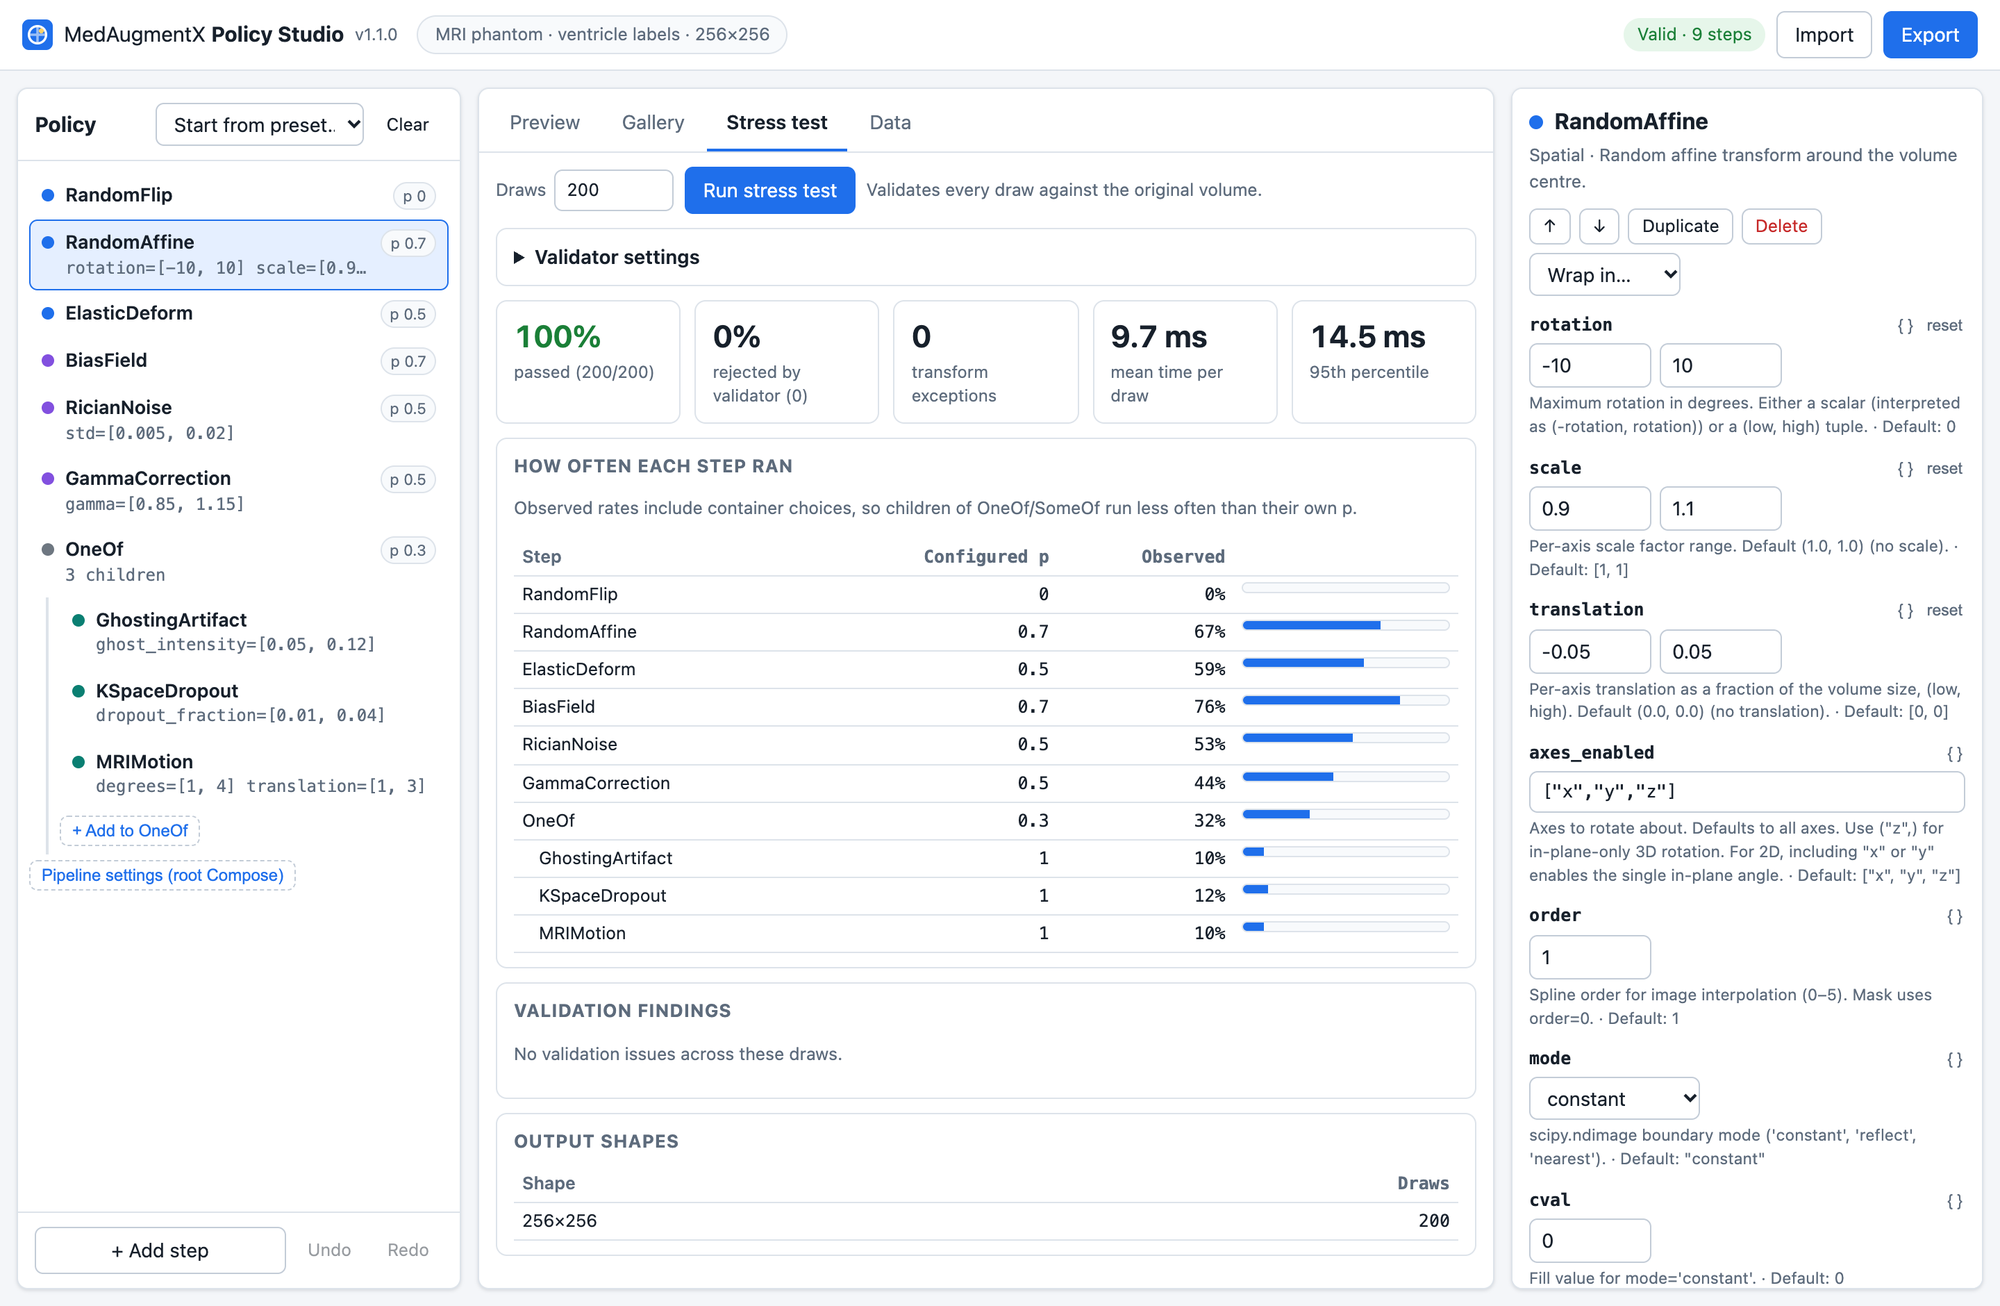 MedAugmentX Policy Studio v1.1.0
MRI phantom · ventricle labels · 256×256
Valid · 9 steps
Import
Export
Policy
Start from preset..
Clear
RandomFlip
p 0
RandomAffine
p 0.7
rotation=[-10, 10] scale=[0.9…
ElasticDeform
p 0.5
BiasField
p 0.7
RicianNoise
p 0.5
std=[0.005, 0.02]
GammaCorrection
p 0.5
gamma=[0.85, 1.15]
OneOf
p 0.3
3 children
GhostingArtifact
ghost_intensity=[0.05, 0.12]
KSpaceDropout
dropout_fraction=[0.01, 0.04]
MRIMotion
degrees=[1, 4] translation=[1, 3]
+ Add to OneOf
Pipeline settings (root Compose)
+ Add step
Undo
Redo
Preview
Gallery
Stress test
Data
Draws
200
Run stress test
Validates every draw against the original volume.
▶ Validator settings
100%
passed (200/200)
0%
rejected by
validator (0)
0
transform
exceptions
9.7 ms
mean time per
draw
14.5 ms
95th percentile
HOW OFTEN EACH STEP RAN
Observed rates include container choices, so children of OneOf/SomeOf run less often than their own p.
Step Configured p Observed
RandomFlip 0 0%
RandomAffine 0.7 67%
ElasticDeform 0.5 59%
BiasField 0.7 76%
RicianNoise 0.5 53%
GammaCorrection 0.5 44%
OneOf 0.3 32%
GhostingArtifact 1 10%
KSpaceDropout 1 12%
MRIMotion 1 10%
VALIDATION FINDINGS
No validation issues across these draws.
OUTPUT SHAPES
Shape Draws
256×256 200
RandomAffine
Spatial · Random affine transform around the volume
centre.
↑
↓
Duplicate
Delete
Wrap in...
rotation
{} reset
-10
10
Maximum rotation in degrees. Either a scalar (interpreted
as (-rotation, rotation)) or a (low, high) tuple. · Default: 0
scale
{} reset
0.9
1.1
Per-axis scale factor range. Default (1.0, 1.0) (no scale). ·
Default: [1, 1]
translation
{} reset
-0.05
0.05
Per-axis translation as a fraction of the volume size, (low,
high). Default (0.0, 0.0) (no translation). · Default: [0, 0]
axes_enabled
{}
["x","y","z"]
Axes to rotate about. Defaults to all axes. Use ("z",) for
in-plane-only 3D rotation. For 2D, including "x" or "y"
enables the single in-plane angle. · Default: ["x", "y", "z"]
order
{}
1
Spline order for image interpolation (0–5). Mask uses
order=0. · Default: 1
mode
{}
constant
scipy.ndimage boundary mode ('constant', 'reflect',
'nearest'). · Default: "constant"
cval
{}
0
Fill value for mode='constant'. · Default: 0